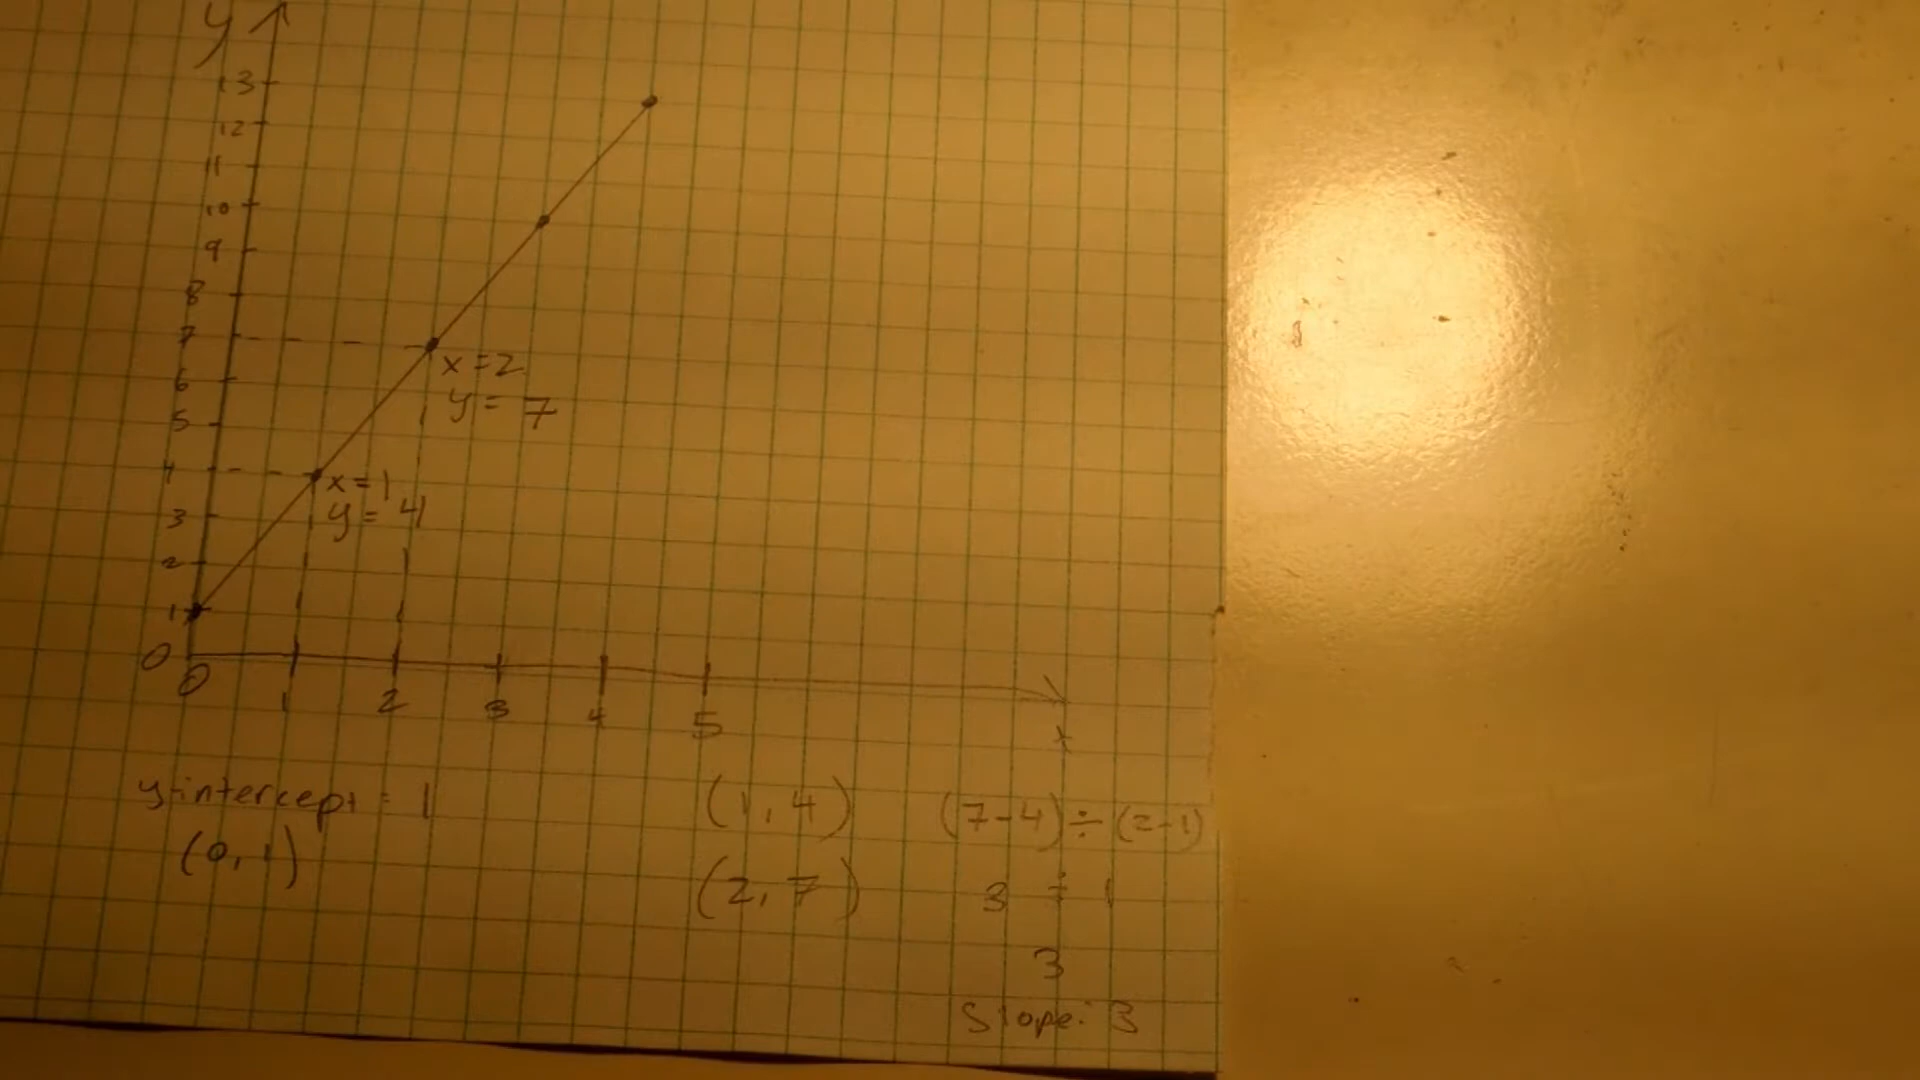 y
13
12
11
10
9
8
7
6
5
4
3
2
1
0
x=2
y=7
x=1
y=4
0 1 2 3 4 5
x
y-intercept = 1
(0, 1)
(1, 4)
(2, 7)
(7-4)÷(2-1)
3 ÷ 1
3
Slope: 3